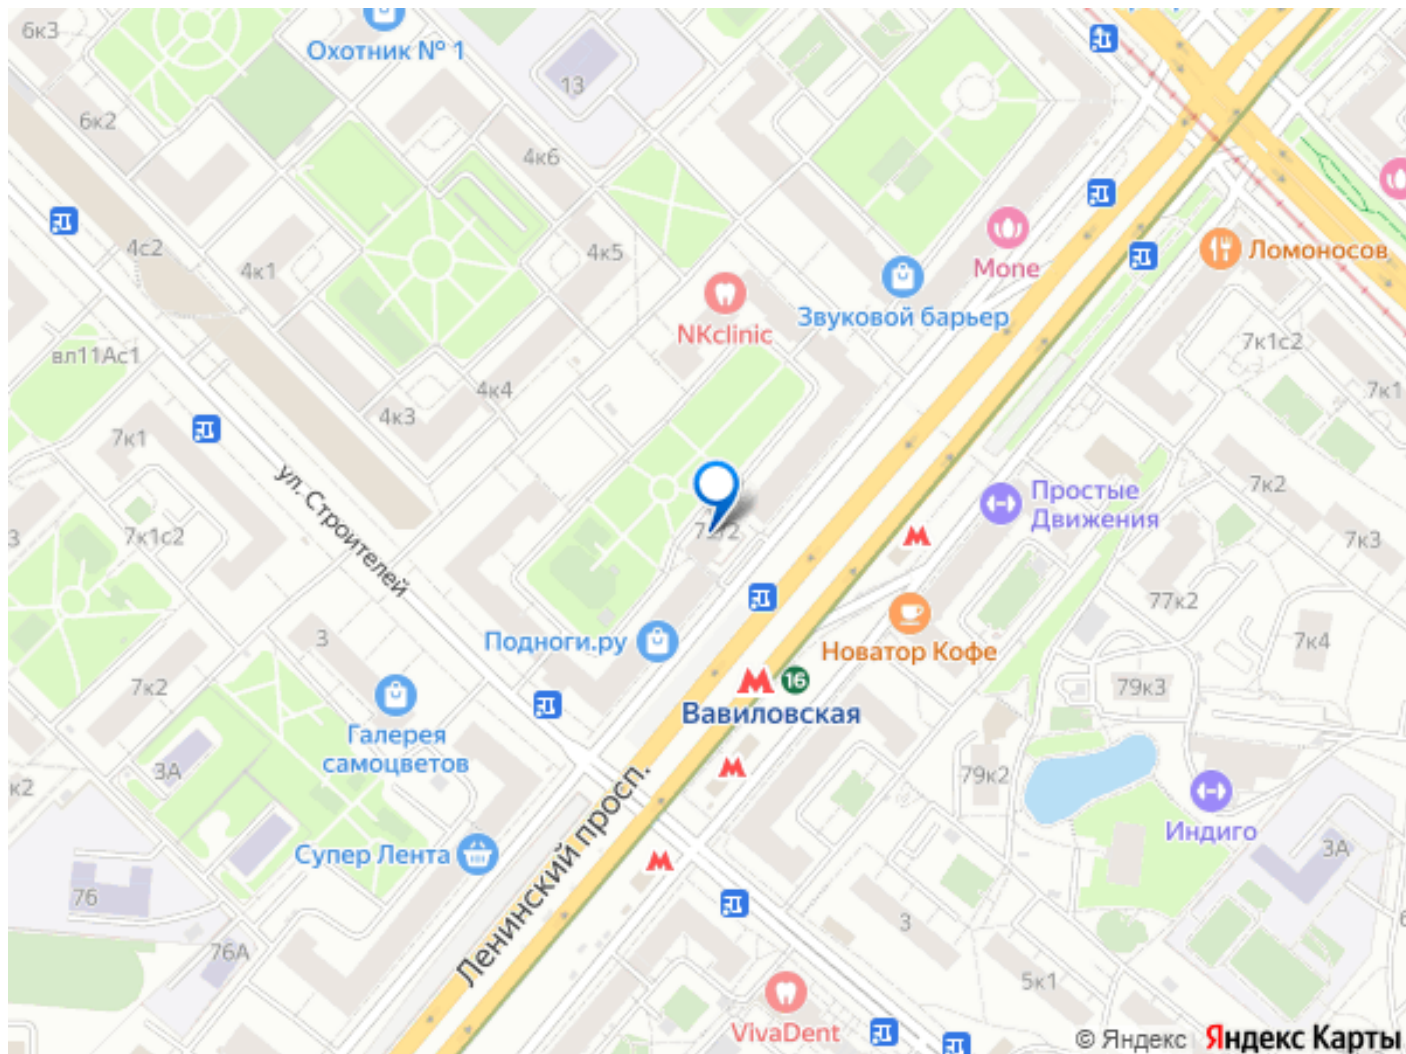 6к3
Охотник № 1
13
6к2
4к6
4с2
4к1
4к5
Mone
Ломоносов
Звуковой барьер
NKclinic
7к1с2
вл11Ас1
4к4
7к1
4к3
7к1
ул. Строителей
7к2
Простые
Движения
3
7к1с2
7к3
77к2
Новатор Кофе
3
Подноги.ру
7к4
7к2
16
79к3
Вавиловская
Галерея
самоцветов
3А
79к2
к2
Ленинский просп.
Индиго
Супер Лента
3А
76
3
76А
5к1
VivaDent
© Яндекс
Яндекс Карты